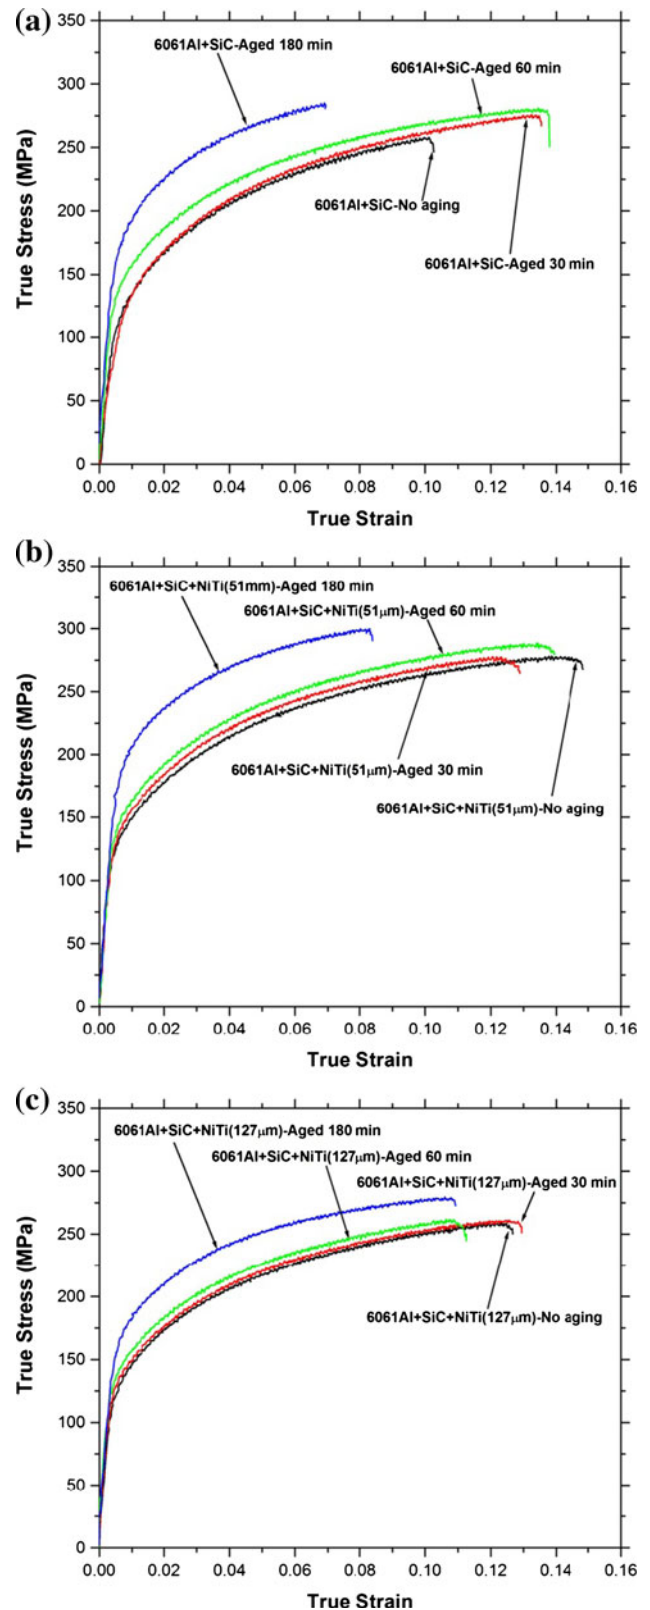 (a)
350
300
250
200
150
100
50
0
True Stress (MPa)
6061Al+SiC-Aged 180 min
6061Al+SiC-Aged 60 min
6061Al+SiC-No aging
6061Al+SiC-Aged 30 min
0.00 0.02 0.04 0.06 0.08 0.10 0.12 0.14 0.16
True Strain
(b)
350
300
250
200
150
100
50
0
True Stress (MPa)
6061Al+SiC+NiTi(51mm)-Aged 180 min
6061Al+SiC+NiTi(51µm)-Aged 60 min
6061Al+SiC+NiTi(51µm)-Aged 30 min
6061Al+SiC+NiTi(51µm)-No aging
0.00 0.02 0.04 0.06 0.08 0.10 0.12 0.14 0.16
True Strain
(c)
350
300
250
200
150
100
50
0
True Stress (MPa)
6061Al+SiC+NiTi(127µm)-Aged 180 min
6061Al+SiC+NiTi(127µm)-Aged 60 min
6061Al+SiC+NiTi(127µm)-Aged 30 min
6061Al+SiC+NiTi(127µm)-No aging
0.00 0.02 0.04 0.06 0.08 0.10 0.12 0.14 0.16
True Strain